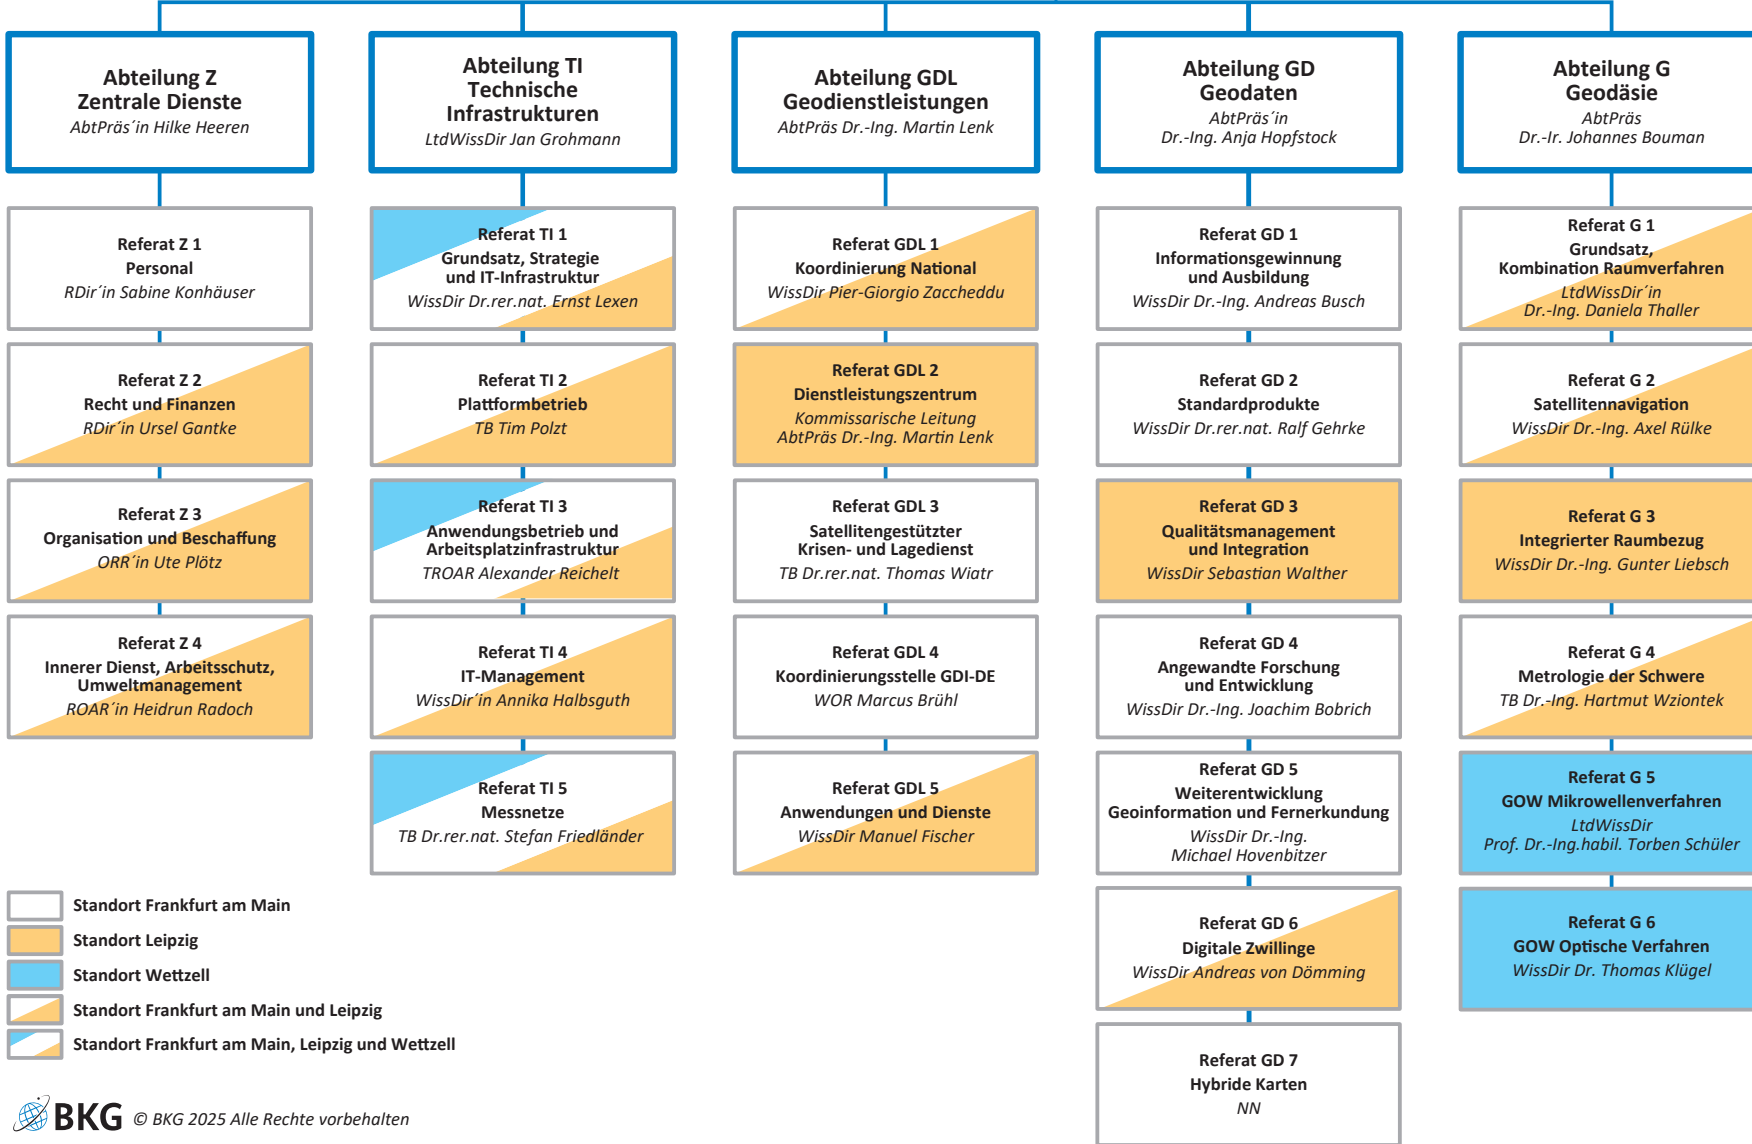 Abteilung Z
Zentrale Dienste
AbtPräs´in Hilke Heeren
Referat Z 1
Personal
RDir´in Sabine Konhäuser
Referat Z 2
Recht und Finanzen
RDir´in Ursel Gantke
Referat Z 3
Organisation und Beschaffung
ORR´in Ute Plötz
Referat Z 4
Innerer Dienst, Arbeitsschutz,
Umweltmanagement
ROAR´in Heidrun Radoch
Abteilung TI
Technische
Infrastrukturen
LtdWissDir Jan Grohmann
Referat TI 1
Grundsatz, Strategie
und IT-Infrastruktur
WissDir Dr.rer.nat. Ernst Lexen
Referat TI 2
Plattformbetrieb
TB Tim Polzt
Referat TI 3
Anwendungsbetrieb und
Arbeitsplatzinfrastruktur
TROAR Alexander Reichelt
Referat TI 4
IT-Management
WissDir´in Annika Halbsguth
Referat TI 5
Messnetze
TB Dr.rer.nat. Stefan Friedländer
Abteilung GDL
Geodienstleistungen
AbtPräs Dr.-Ing. Martin Lenk
Referat GDL 1
Koordinierung National
WissDir Pier-Giorgio Zaccheddu
Referat GDL 2
Dienstleistungszentrum
Kommissarische Leitung
AbtPräs Dr.-Ing. Martin Lenk
Referat GDL 3
Satellitengestützter
Krisen- und Lagedienst
TB Dr.rer.nat. Thomas Wiatr
Referat GDL 4
Koordinierungsstelle GDI-DE
WOR Marcus Brühl
Referat GDL 5
Anwendungen und Dienste
WissDir Manuel Fischer
Abteilung GD
Geodaten
AbtPräs´in
Dr.-Ing. Anja Hopfstock
Referat GD 1
Informationsgewinnung
und Ausbildung
WissDir Dr.-Ing. Andreas Busch
Referat GD 2
Standardprodukte
WissDir Dr.rer.nat. Ralf Gehrke
Referat GD 3
Qualitätsmanagement
und Integration
WissDir Sebastian Walther
Referat GD 4
Angewandte Forschung
und Entwicklung
WissDir Dr.-Ing. Joachim Bobrich
Referat GD 5
Weiterentwicklung
Geoinformation und Fernerkundung
WissDir Dr.-Ing.
Michael Hovenbitzer
Referat GD 6
Digitale Zwillinge
WissDir Andreas von Dömming
Referat GD 7
Hybride Karten
NN
Abteilung G
Geodäsie
AbtPräs
Dr.-Ir. Johannes Bouman
Referat G 1
Grundsatz,
Kombination Raumverfahren
LtdWissDir´in
Dr.-Ing. Daniela Thaller
Referat G 2
Satellitennavigation
WissDir Dr.-Ing. Axel Rülke
Referat G 3
Integrierter Raumbezug
WissDir Dr.-Ing. Gunter Liebsch
Referat G 4
Metrologie der Schwere
TB Dr.-Ing. Hartmut Wziontek
Referat G 5
GOW Mikrowellenverfahren
LtdWissDir
Prof. Dr.-Ing.habil. Torben Schüler
Referat G 6
GOW Optische Verfahren
WissDir Dr. Thomas Klügel
Standort Frankfurt am Main
Standort Leipzig
Standort Wettzell
Standort Frankfurt am Main und Leipzig
Standort Frankfurt am Main, Leipzig und Wettzell
BKG © BKG 2025 Alle Rechte vorbehalten